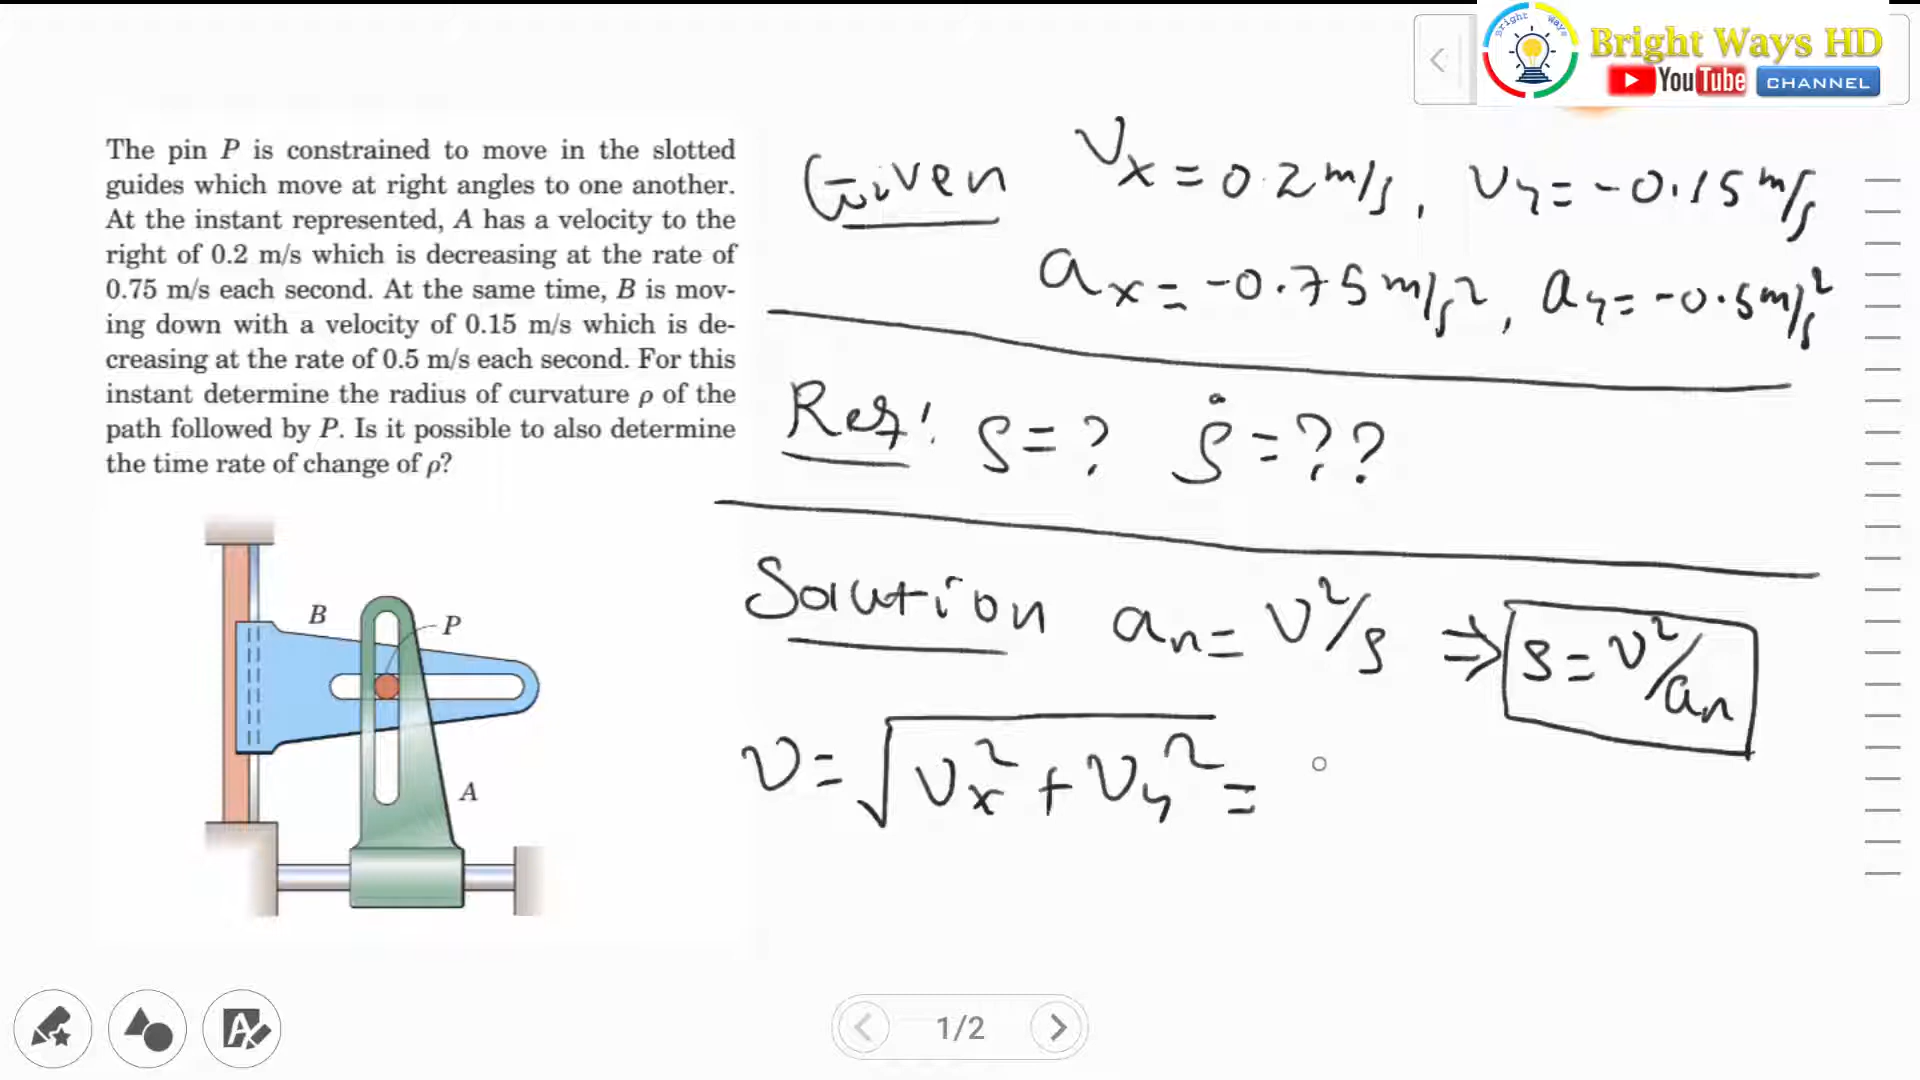 Bright Ways
Bright Ways HD
YouTube CHANNEL
The pin P is constrained to move in the slotted
guides which move at right angles to one another.
At the instant represented, A has a velocity to the
right of 0.2 m/s which is decreasing at the rate of
0.75 m/s each second. At the same time, B is mov-
ing down with a velocity of 0.15 m/s which is de-
creasing at the rate of 0.5 m/s each second. For this
instant determine the radius of curvature ρ of the
path followed by P. Is it possible to also determine
the time rate of change of ρ?
B
P
A
Given Vx = 0.2 m/s, Vy = -0.15 m/s
ax = -0.75 m/s², ay = -0.5 m/s²
Req: ρ = ? ρ̇ = ??
Solution an = v²/ρ ⇒ ρ = v²/an
v = √(Vx² + Vy²) =
1/2